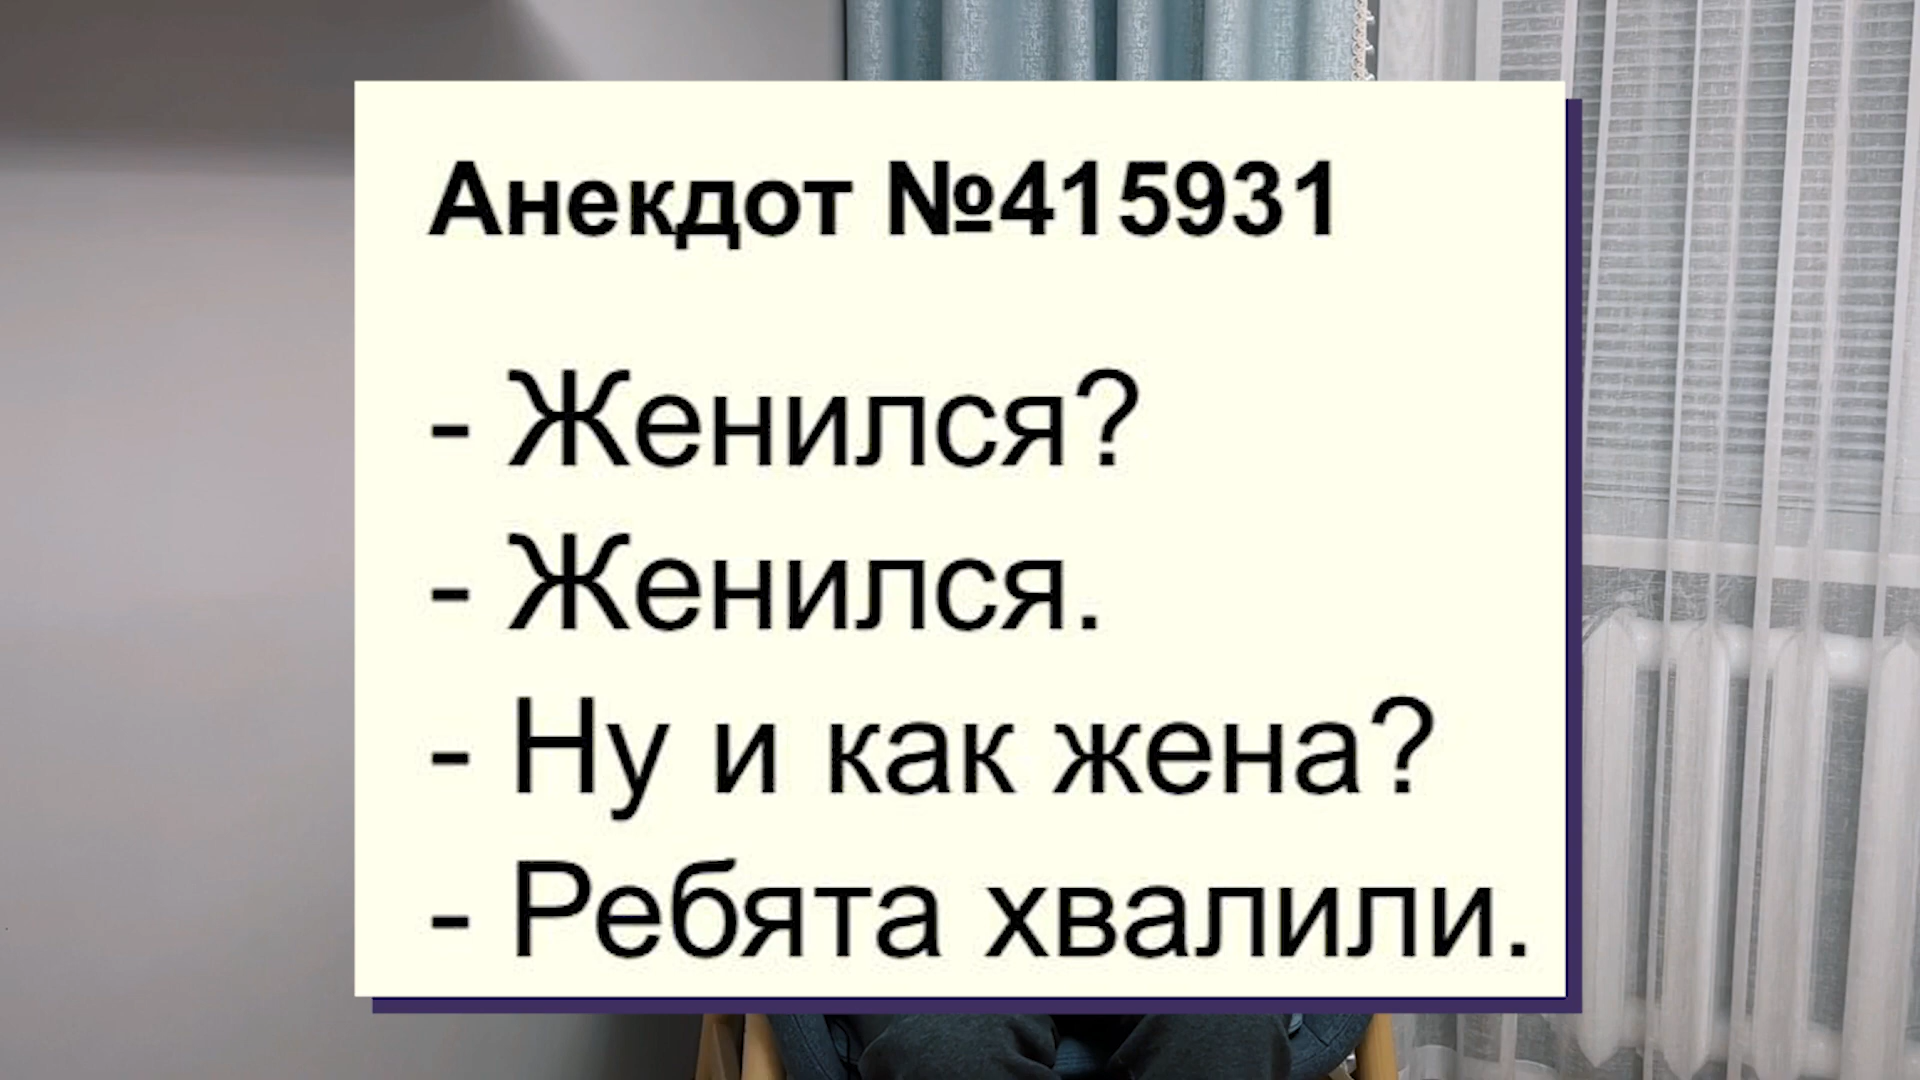 Анекдот №415931
- Женился?
- Женился.
- Ну и как жена?
- Ребята хвалили.